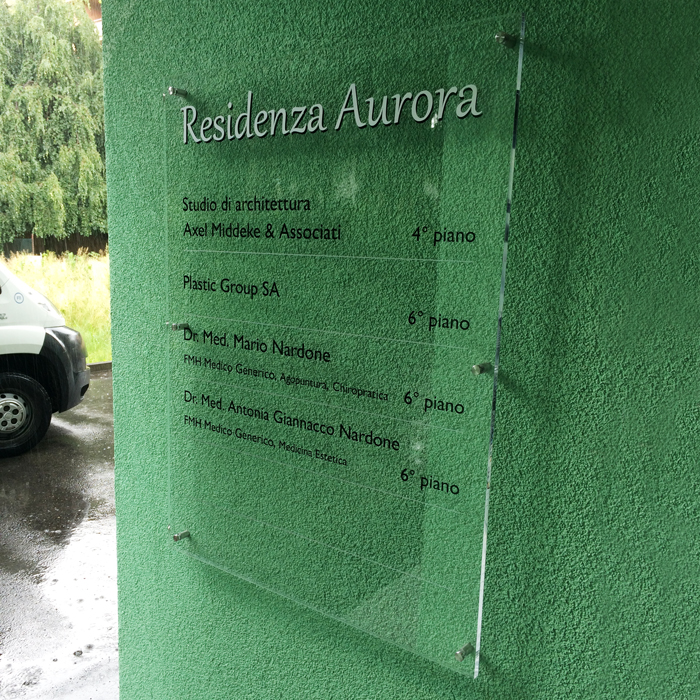 Residenza Aurora
Studio di architettura
Axel Middeke & Associati 4° piano
Plastic Group SA
6° piano
Dr. Med. Mario Nardone
FMH Medico Generico, Agopuntura, Chiropratica 6° piano
Dr. Med. Antonia Giannacco Nardone
FMH Medico Generico, Medicina Estetica
6° piano